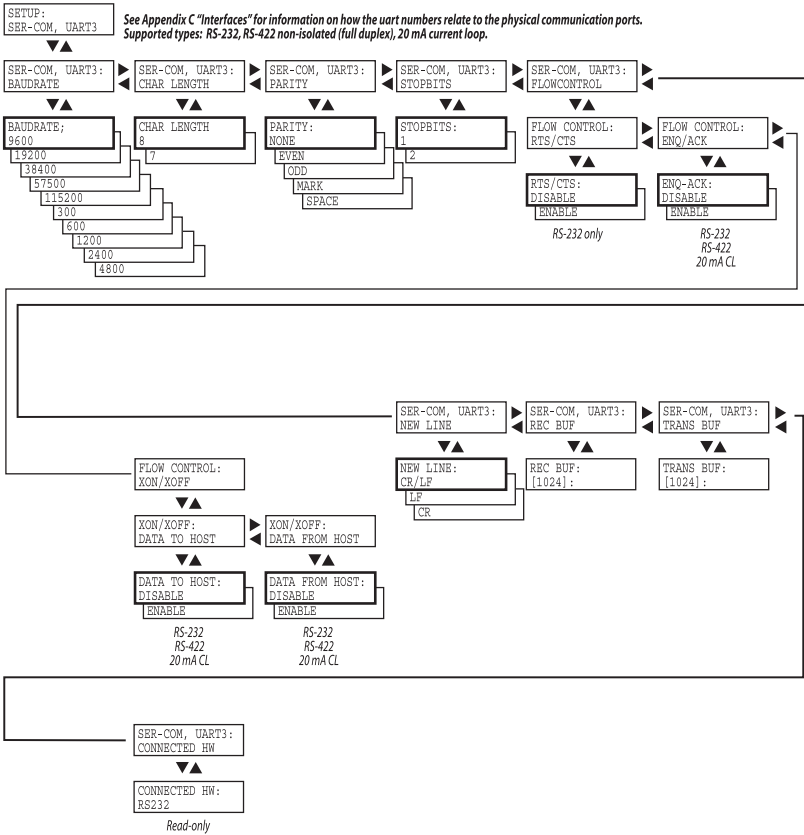 SETUP:
SER-COM, UART3
See Appendix C “Interfaces” for information on how the uart numbers relate to the physical communication ports.
Supported types: RS-232, RS-422 non-isolated (full duplex), 20 mA current loop.
SER-COM, UART3:
BAUDRATE
SER-COM, UART3:
CHAR LENGTH
SER-COM, UART3:
PARITY
SER-COM, UART3:
STOPBITS
SER-COM, UART3:
FLOWCONTROL
BAUDRATE;
9600
19200
38400
57500
115200
300
600
1200
2400
4800
CHAR LENGTH
8
7
PARITY:
NONE
EVEN
ODD
MARK
SPACE
STOPBITS:
1
2
FLOW CONTROL:
RTS/CTS
RTS/CTS:
DISABLE
ENABLE
RS-232 only
FLOW CONTROL:
ENQ/ACK
ENQ-ACK:
DISABLE
ENABLE
RS-232
RS-422
20 mA CL
SER-COM, UART3:
NEW LINE
SER-COM, UART3:
REC BUF
SER-COM, UART3:
TRANS BUF
NEW LINE:
CR/LF
LF
CR
REC BUF:
[1024]:
TRANS BUF:
[1024]:
FLOW CONTROL:
XON/XOFF
XON/XOFF:
DATA TO HOST
XON/XOFF:
DATA FROM HOST
DATA TO HOST:
DISABLE
ENABLE
RS-232
RS-422
20 mA CL
DATA FROM HOST:
DISABLE
ENABLE
RS-232
RS-422
20 mA CL
SER-COM, UART3:
CONNECTED HW
CONNECTED HW:
RS232
Read-only